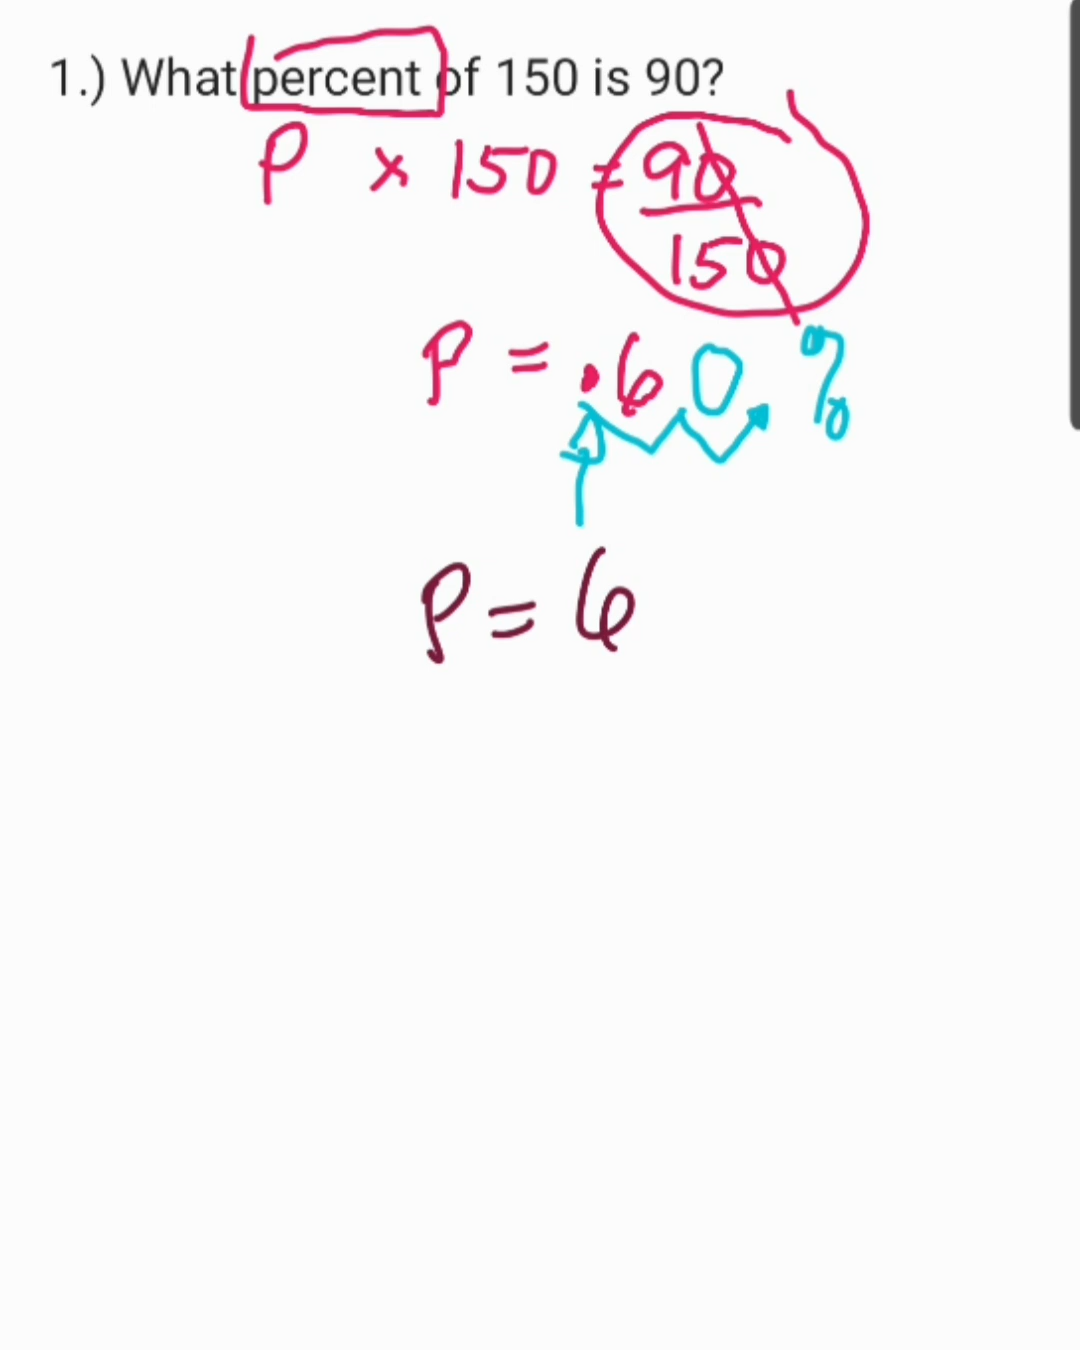 1.) What percent of 150 is 90?
P × 150 = 90
150
P = .60 %
P = 6